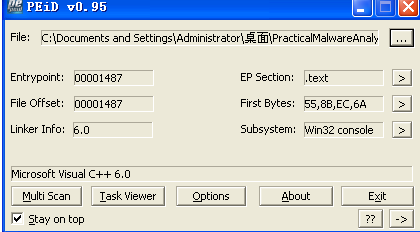 PEiD v0.95
File: C:\Documents and Settings\Administrator\桌面\PracticalMalwareAnaly ...
Entrypoint: 00001487 EP Section: .text >
File Offset: 00001487 First Bytes: 55,8B,EC,6A >
Linker Info: 6.0 Subsystem: Win32 console >
Microsoft Visual C++ 6.0
Multi Scan Task Viewer Options About Exit
Stay on top ?? ->